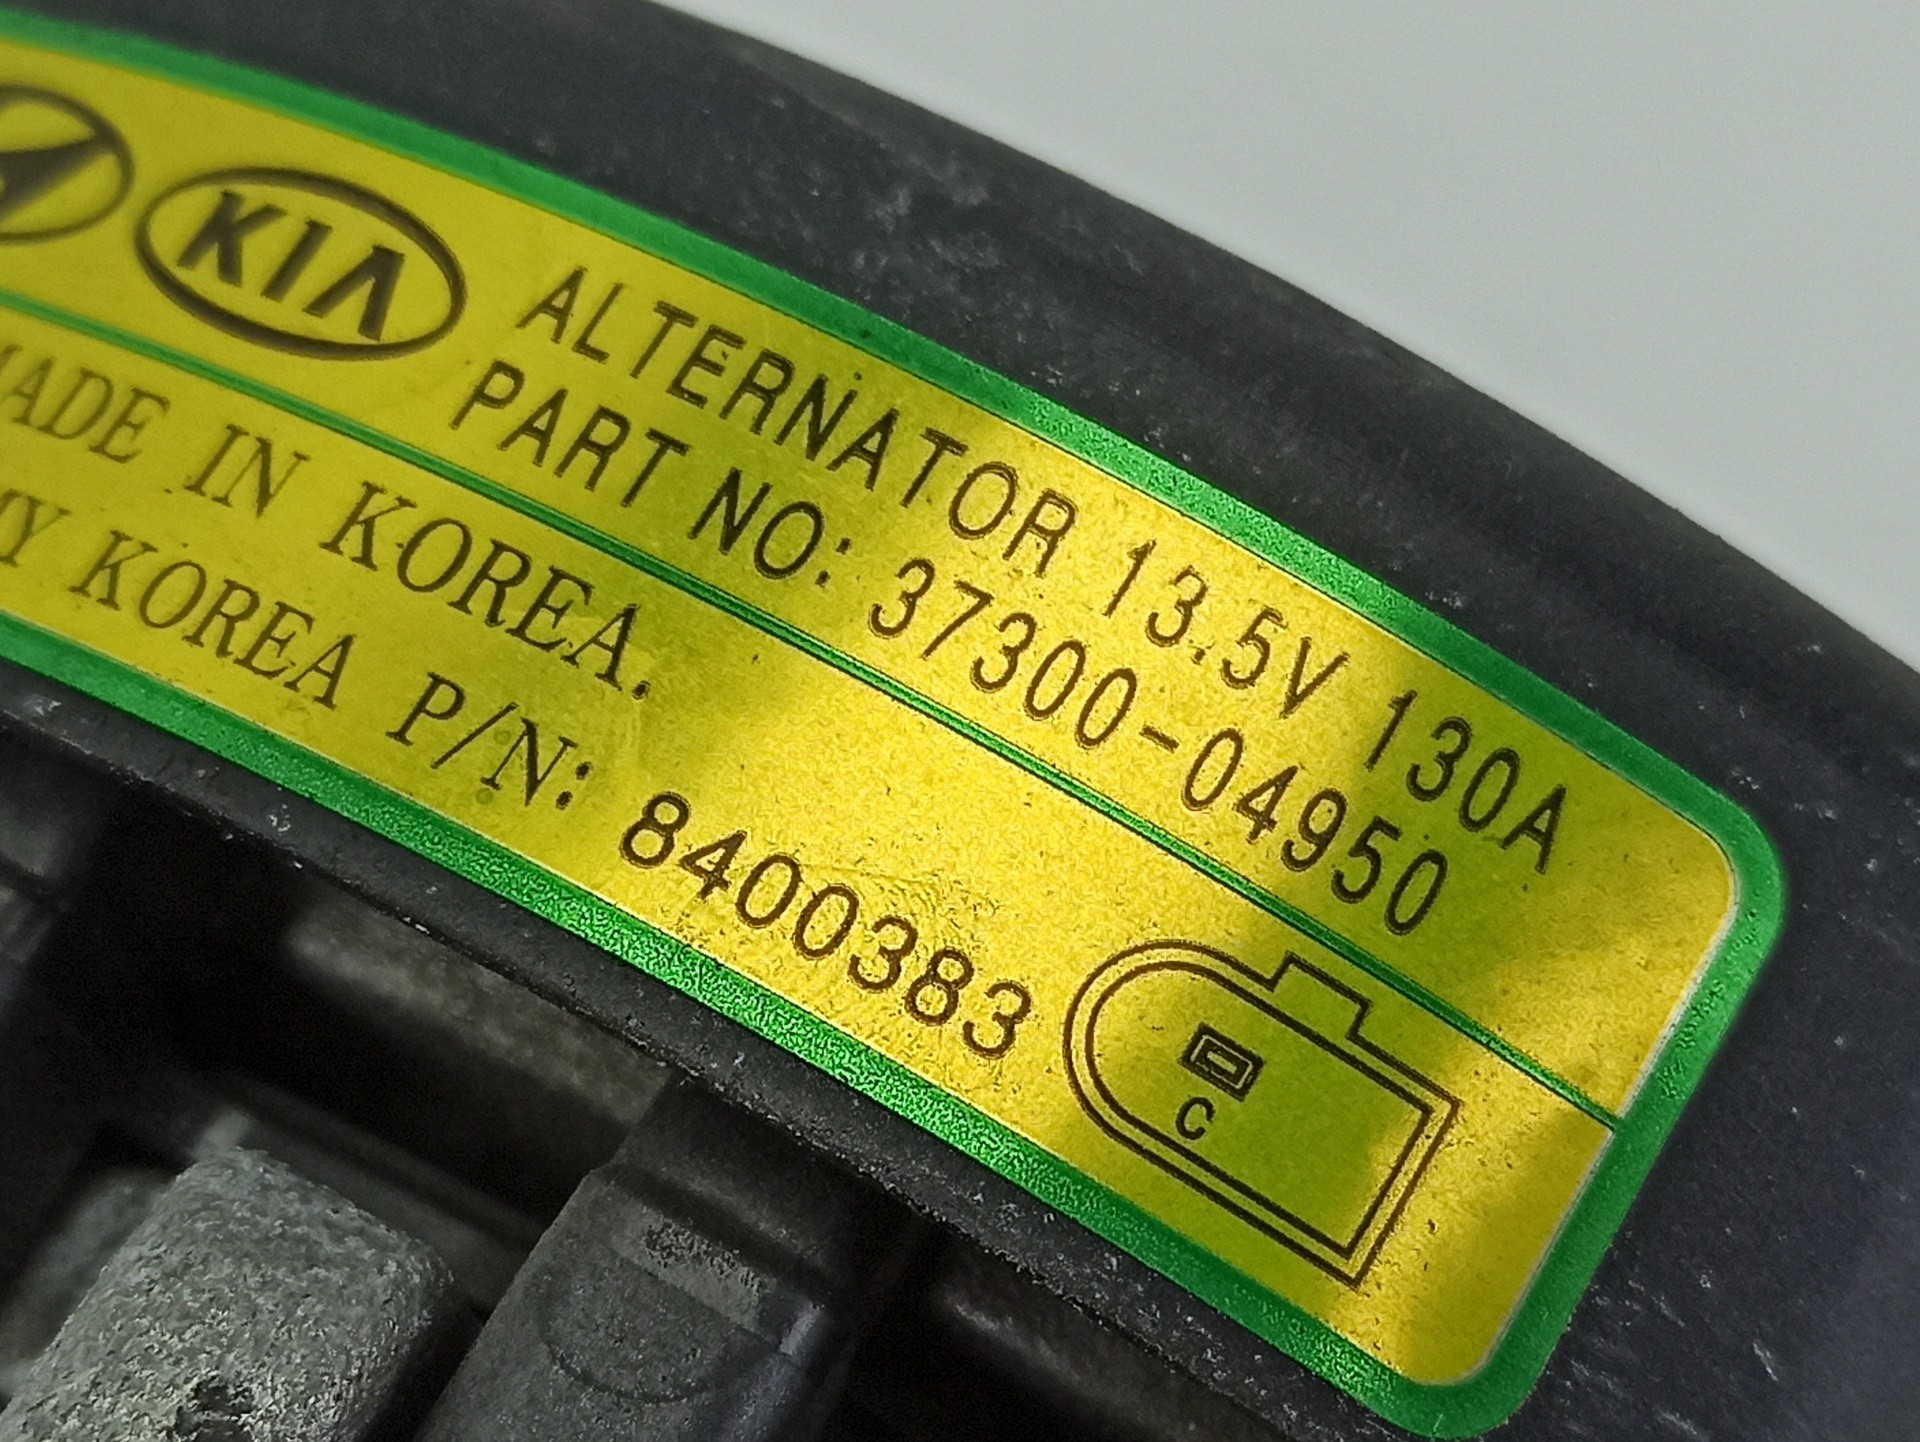 KIA
ALTERNATOR 13.5V 130A
PART NO: 37300-04950
MADE IN KOREA.
KOREA P/N: 8400383
C